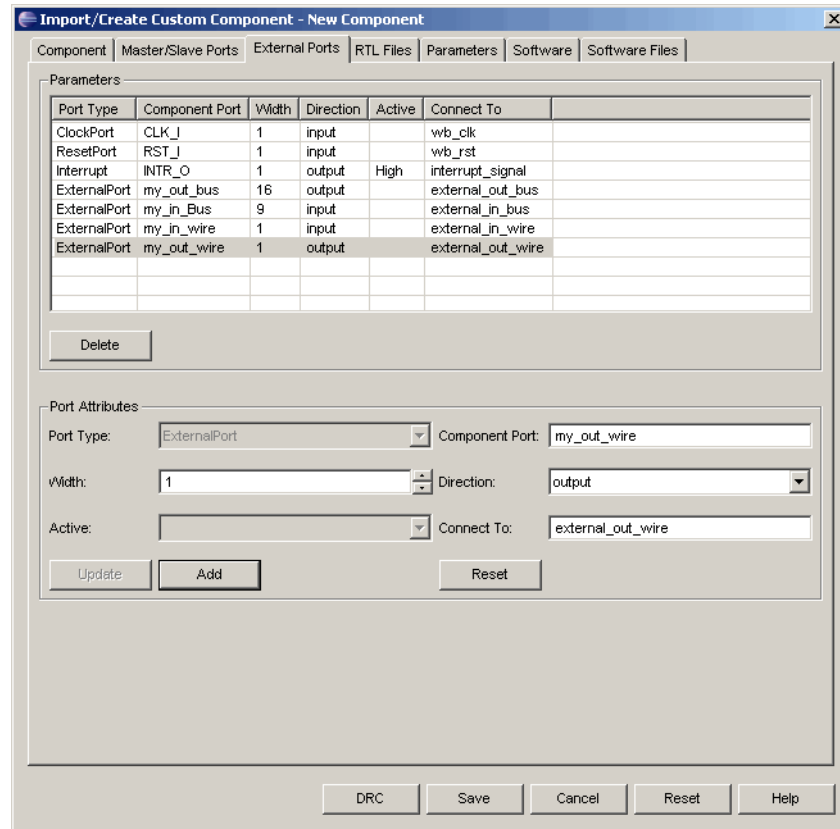 Import/Create Custom Component - New Component
Component Master/Slave Ports External Ports RTL Files Parameters Software Software Files
Parameters
Port Type Component Port Width Direction Active Connect To
ClockPort CLK_I 1 input wb_clk
ResetPort RST_I 1 input wb_rst
Interrupt INTR_O 1 output High interrupt_signal
ExternalPort my_out_bus 16 output external_out_bus
ExternalPort my_in_Bus 9 input external_in_bus
ExternalPort my_in_wire 1 input external_in_wire
ExternalPort my_out_wire 1 output external_out_wire
Delete
Port Attributes
Port Type: ExternalPort Component Port: my_out_wire
Width: 1 Direction: output
Active: Connect To: external_out_wire
Update Add Reset
DRC Save Cancel Reset Help